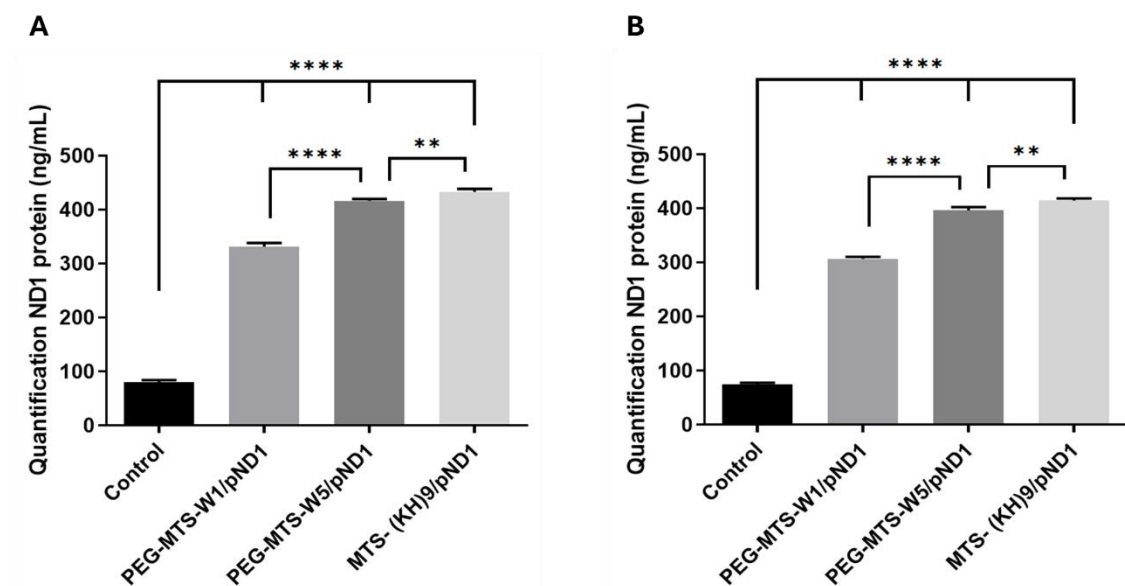 A
****
****
**
Quantification ND1 protein (ng/mL)
500
400
300
200
100
0
Control
PEG-MTS-W1/pND1
PEG-MTS-W5/pND1
MTS- (KH)9/pND1
B
****
****
**
Quantification ND1 protein (ng/mL)
500
400
300
200
100
0
Control
PEG-MTS-W1/pND1
PEG-MTS-W5/pND1
MTS- (KH)9/pND1